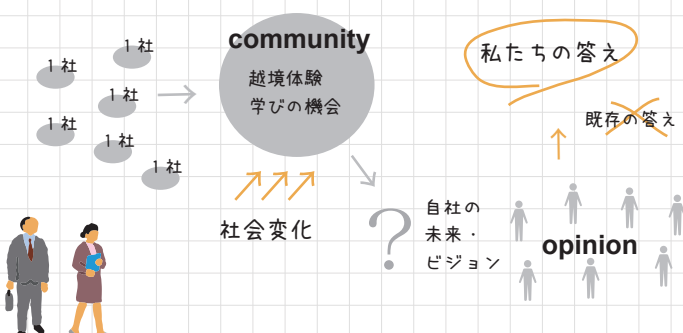 1社
1社
1社
1社
1社
1社
community
越境体験
学びの機会
社会変化
?
自社の
未来・
ビジョン
私たちの答え
既存の答え
opinion